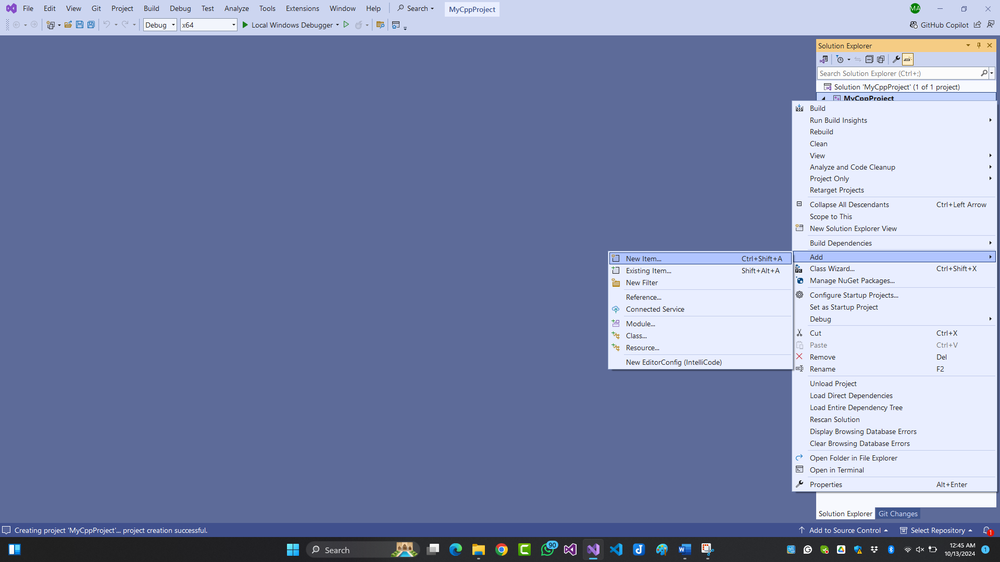 File Edit View Git Project Build Debug Test Analyze Tools Extensions Window Help Search MyCppProject MA
Debug x64 Local Windows Debugger GitHub Copilot
Solution Explorer
Search Solution Explorer (Ctrl+;)
Solution 'MyCppProject' (1 of 1 project)
MyCppProject
Build
Run Build Insights
Rebuild
Clean
View
Analyze and Code Cleanup
Project Only
Retarget Projects
Collapse All Descendants Ctrl+Left Arrow
Scope to This
New Solution Explorer View
Build Dependencies
Add
Class Wizard... Ctrl+Shift+X
Manage NuGet Packages...
Configure Startup Projects...
Set as Startup Project
Debug
Cut Ctrl+X
Paste Ctrl+V
Remove Del
Rename F2
Unload Project
Load Direct Dependencies
Load Entire Dependency Tree
Rescan Solution
Display Browsing Database Errors
Clear Browsing Database Errors
Open Folder in File Explorer
Open in Terminal
Properties Alt+Enter
New Item... Ctrl+Shift+A
Existing Item... Shift+Alt+A
New Filter
Reference...
Connected Service
Module...
Class...
Resource...
New EditorConfig (IntelliCode)
Solution Explorer Git Changes
Creating project 'MyCppProject'... project creation successful. Add to Source Control Select Repository 1
Search 90 12:45 AM
10/13/2024 1